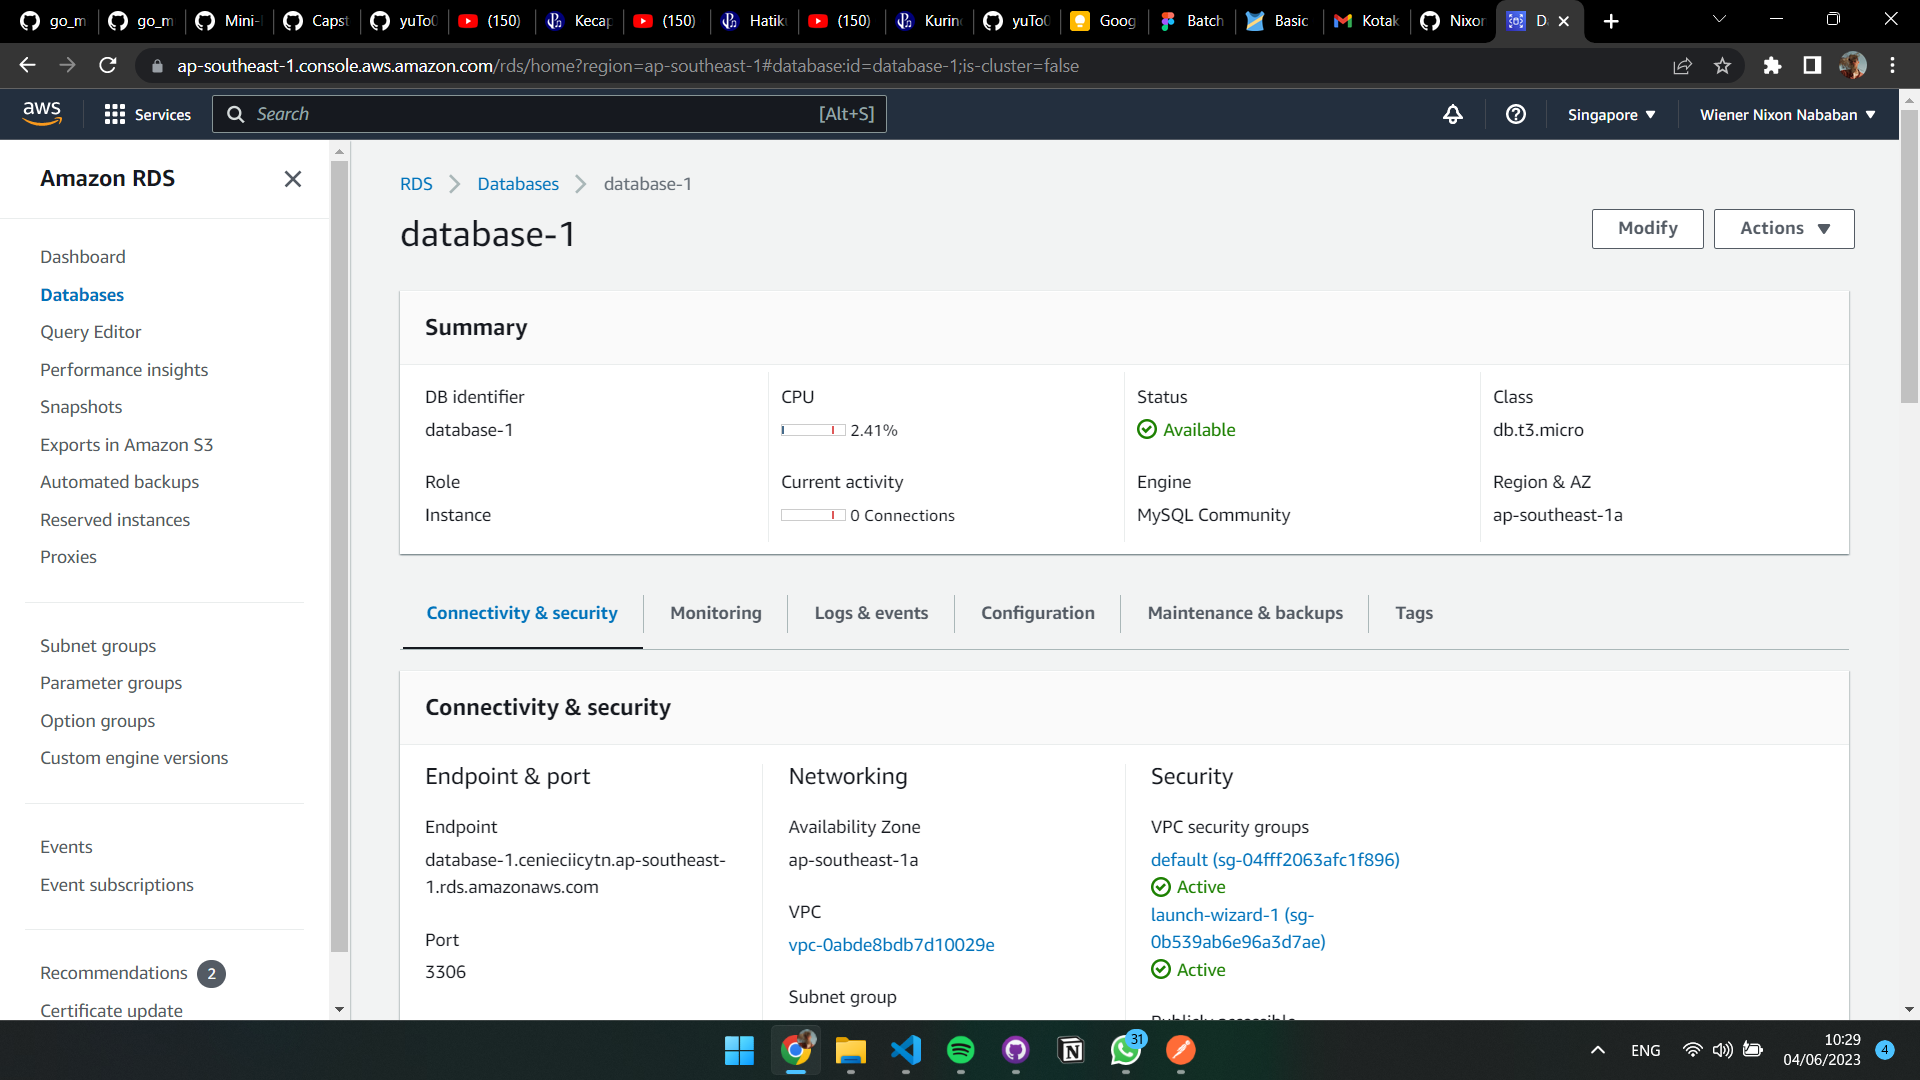 go_m
go_m
Mini-
Capst
yuTo0
(150)
Kecap
(150)
Hatiku
(150)
Kurin
yuTo0
Goog
Batch
Basic
Kotak
Nixon
D
ap-southeast-1.console.aws.amazon.com/rds/home?region=ap-southeast-1#database:id=database-1;is-cluster=false
aws
Services
Search
[Alt+S]
Singapore
Wiener Nixon Nababan
Amazon RDS
Dashboard
Databases
Query Editor
Performance insights
Snapshots
Exports in Amazon S3
Automated backups
Reserved instances
Proxies
Subnet groups
Parameter groups
Option groups
Custom engine versions
Events
Event subscriptions
Recommendations 2
Certificate update
RDS
Databases
database-1
database-1
Modify
Actions
Summary
DB identifier
database-1
CPU
2.41%
Status
Available
Class
db.t3.micro
Role
Instance
Current activity
0 Connections
Engine
MySQL Community
Region & AZ
ap-southeast-1a
Connectivity & security
Monitoring
Logs & events
Configuration
Maintenance & backups
Tags
Connectivity & security
Endpoint & port
Endpoint
database-1.cenieciicytn.ap-southeast-
1.rds.amazonaws.com
Port
3306
Networking
Availability Zone
ap-southeast-1a
VPC
vpc-0abde8bdb7d10029e
Subnet group
Security
VPC security groups
default (sg-04fff2063afc1f896)
Active
launch-wizard-1 (sg-
0b539ab6e96a3d7ae)
Active
Publicly accessible
31
ENG
10:29
04/06/2023
4